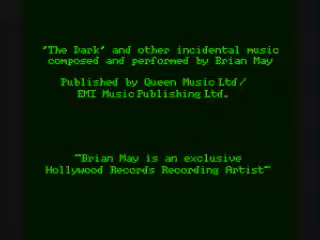 'The Dark' and other incidental music
composed and performed by Brian May
Published by Queen Music Ltd/
EMI Music Publishing Ltd.
"Brian May is an exclusive
Hollywood Records Recording Artist"